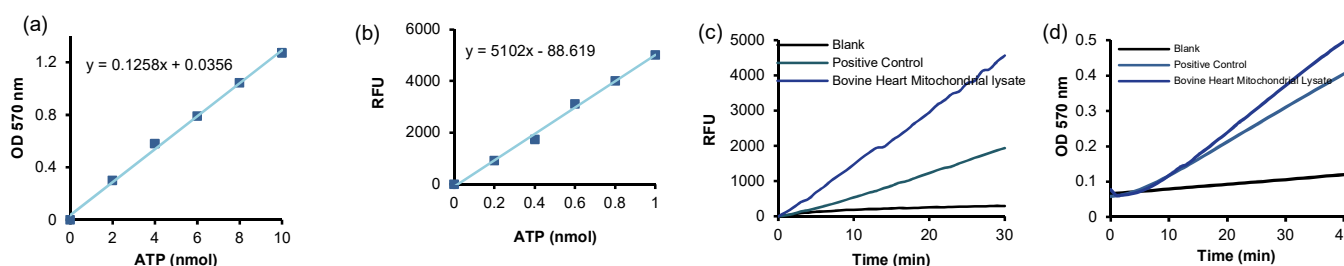 (a)
OD 570 nm
1.2
0.8
0.4
0
y = 0.1258x + 0.0356
0 2 4 6 8 10
ATP (nmol)
(b)
RFU
6000
4000
2000
0
y = 5102x - 88.619
0 0.2 0.4 0.6 0.8 1
ATP (nmol)
(c)
RFU
5000
4000
3000
2000
1000
0
Blank
Positive Control
Bovine Heart Mitochondrial lysate
0 10 20 30
Time (min)
(d)
OD 570 nm
0.5
0.4
0.3
0.2
0.1
0
Blank
Positive Control
Bovine Heart Mitochondrial Lysate
0 10 20 30
Time (min)